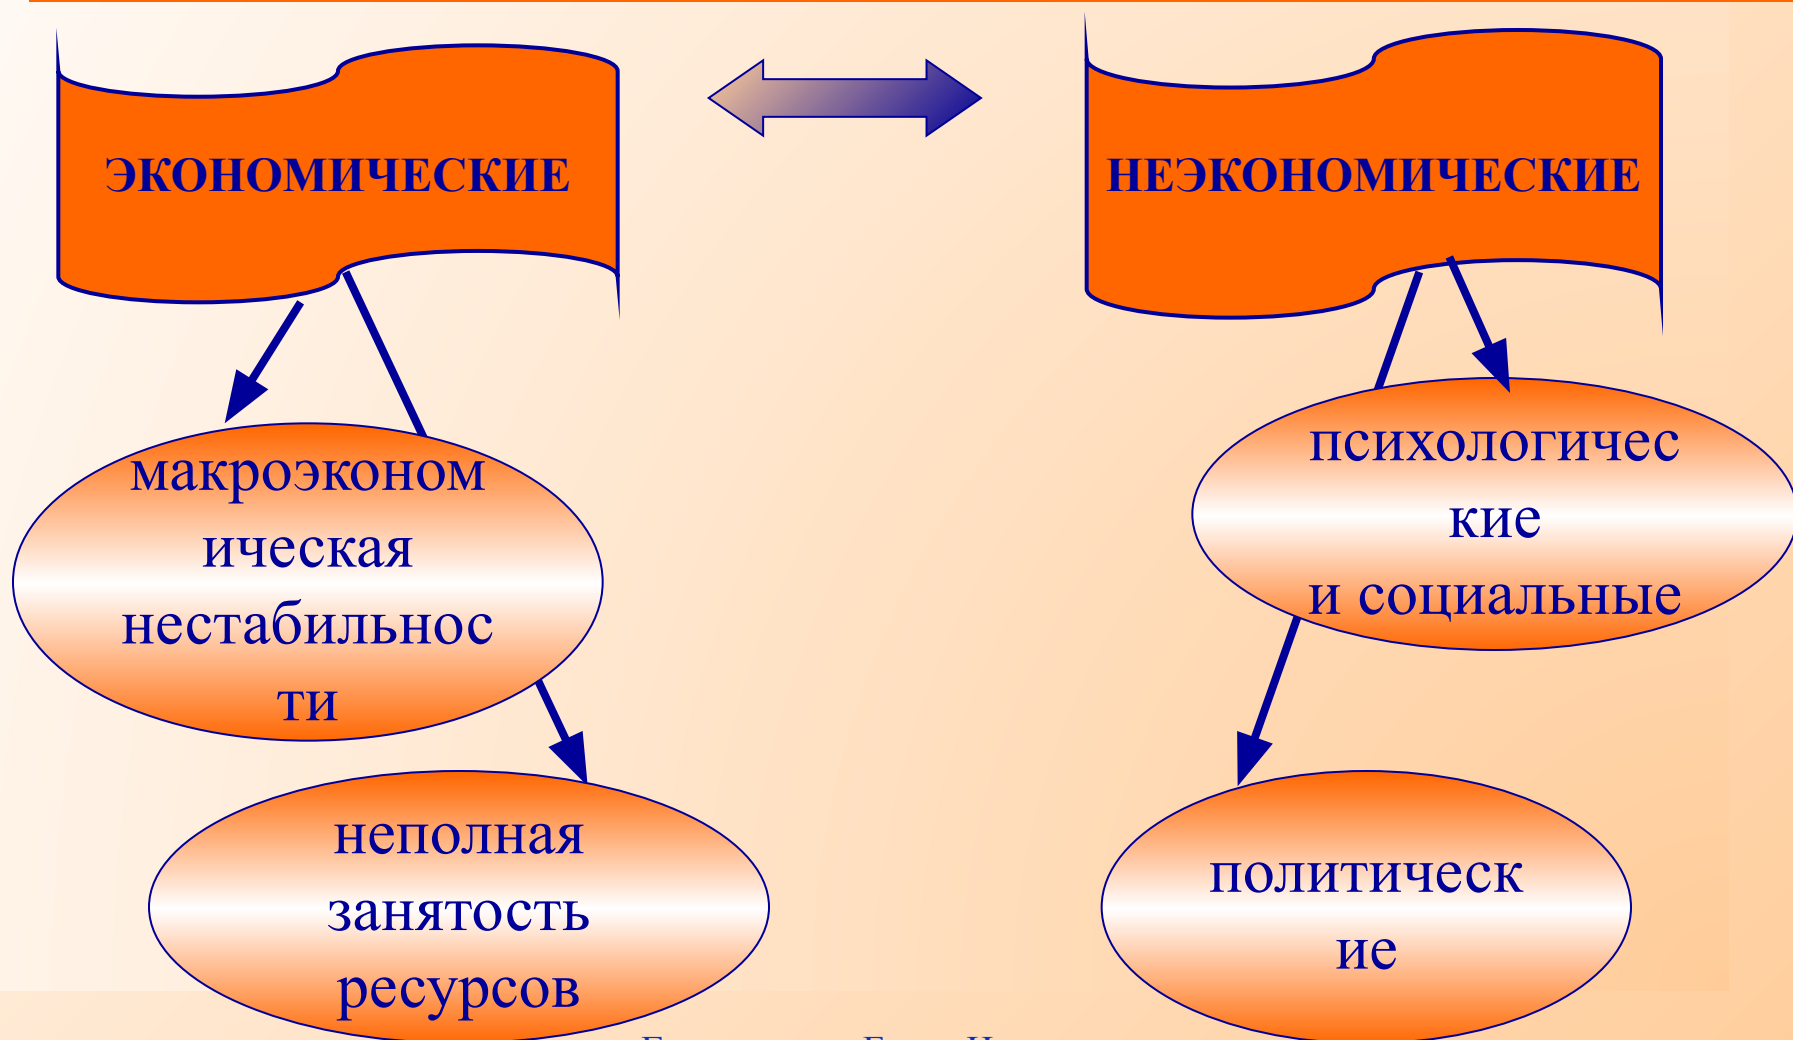 ЭКОНОМИЧЕСКИЕ
НЕЭКОНОМИЧЕСКИЕ
макроэконом
ическая
нестабильнос
ти
психологичес
кие
и социальные
неполная
занятость
ресурсов
политическ
ие